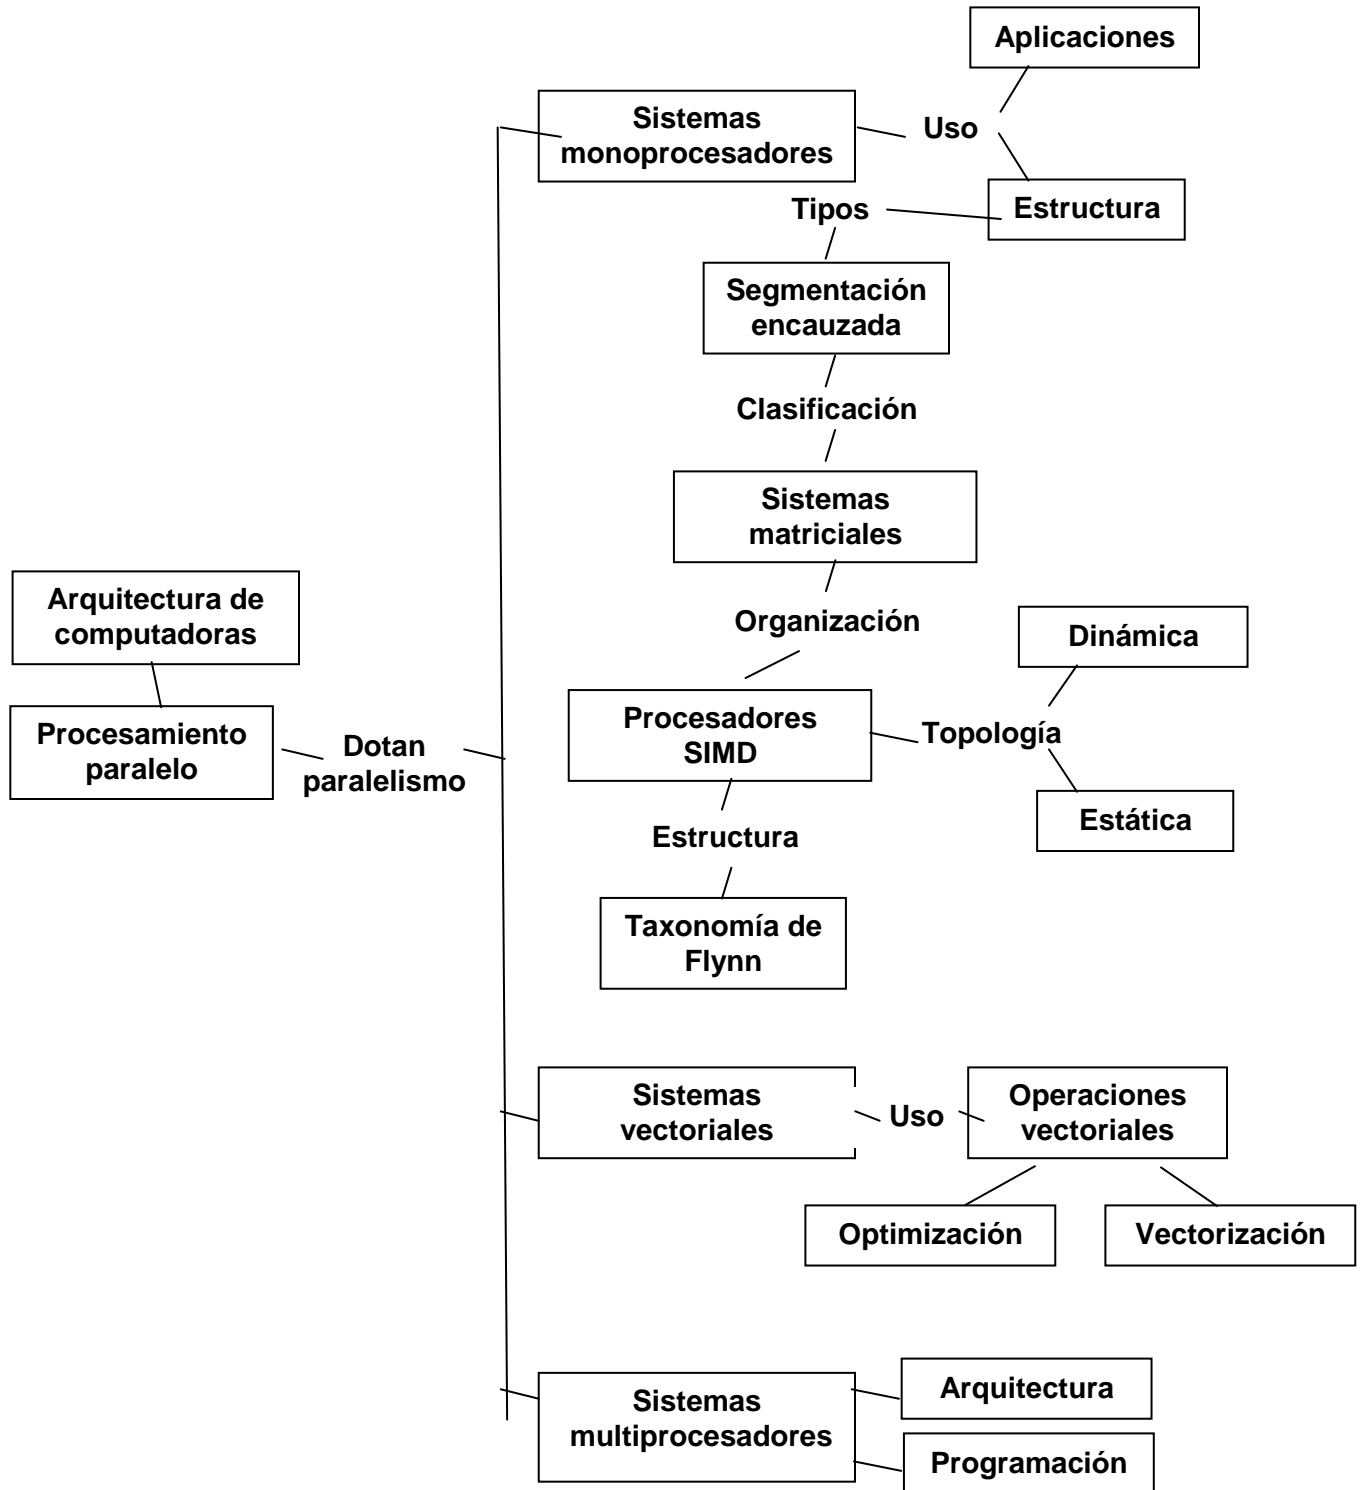 Aplicaciones
Sistemas
monoprocesadores
Uso
Tipos
Estructura
Segmentación
encauzada
Clasificación
Sistemas
matriciales
Arquitectura de
computadoras
Organización
Dinámica
Procesamiento
paralelo
Dotan
paralelismo
Procesadores
SIMD
Topología
Estática
Estructura
Taxonomía de
Flynn
Sistemas
vectoriales
Uso
Operaciones
vectoriales
Optimización
Vectorización
Sistemas
multiprocesadores
Arquitectura
Programación